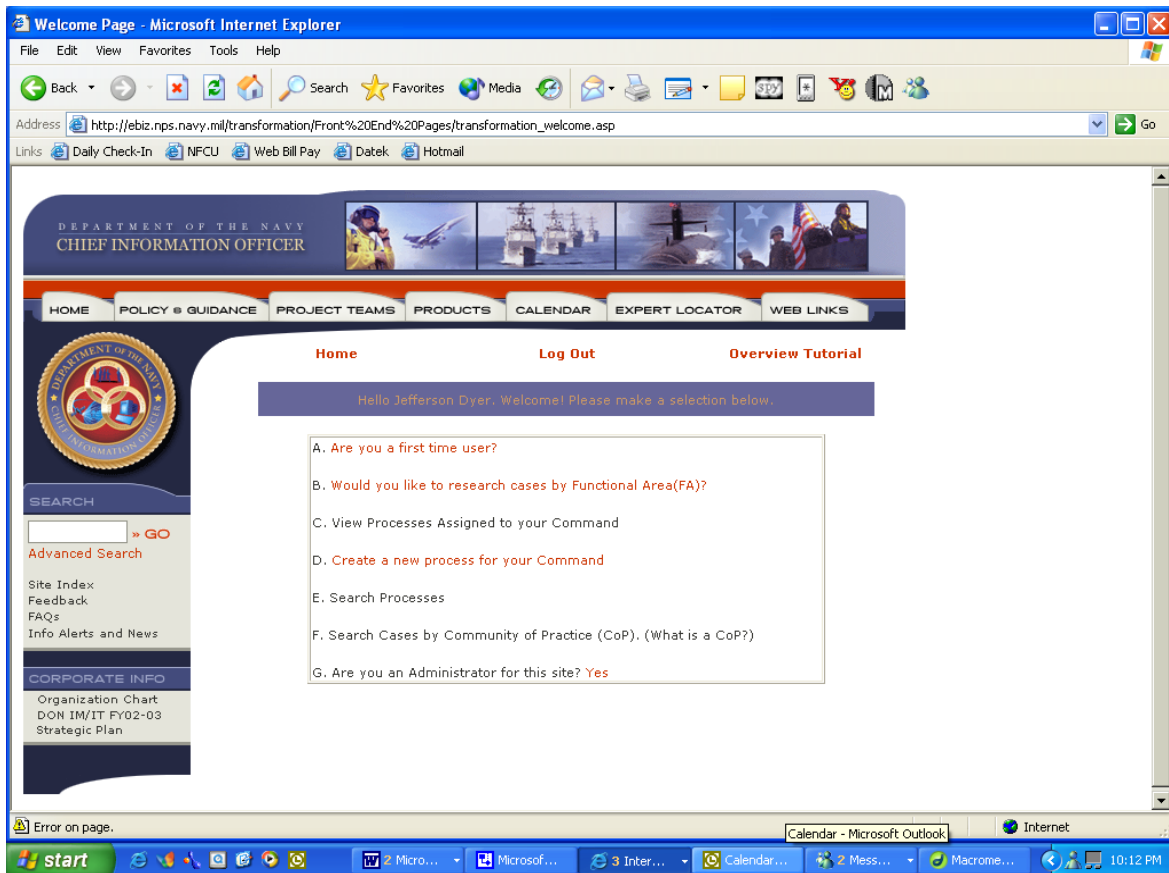 Welcome Page - Microsoft Internet Explorer
File Edit View Favorites Tools Help
Back Search Favorites Media SPY
Address http://ebiz.nps.navy.mil/transformation/Front%20End%20Pages/transformation_welcome.asp Go
Links Daily Check-In NFCU Web Bill Pay Datek Hotmail
DEPARTMENT OF THE NAVY
CHIEF INFORMATION OFFICER
HOME POLICY & GUIDANCE PROJECT TEAMS PRODUCTS CALENDAR EXPERT LOCATOR WEB LINKS
DEPARTMENT OF THE NAVY
CHIEF INFORMATION OFFICER
Home Log Out Overview Tutorial
Hello Jefferson Dyer. Welcome! Please make a selection below.
A. Are you a first time user?
B. Would you like to research cases by Functional Area(FA)?
C. View Processes Assigned to your Command
D. Create a new process for your Command
E. Search Processes
F. Search Cases by Community of Practice (CoP). (What is a CoP?)
G. Are you an Administrator for this site? Yes
SEARCH
» GO
Advanced Search
Site Index
Feedback
FAQs
Info Alerts and News
CORPORATE INFO
Organization Chart
DON IM/IT FY02-03
Strategic Plan
Error on page.
Calendar - Microsoft Outlook
Internet
start 2 Micro... Microsof... 3 Inter... Calendar... 2 Mess... Macrome... 10:12 PM